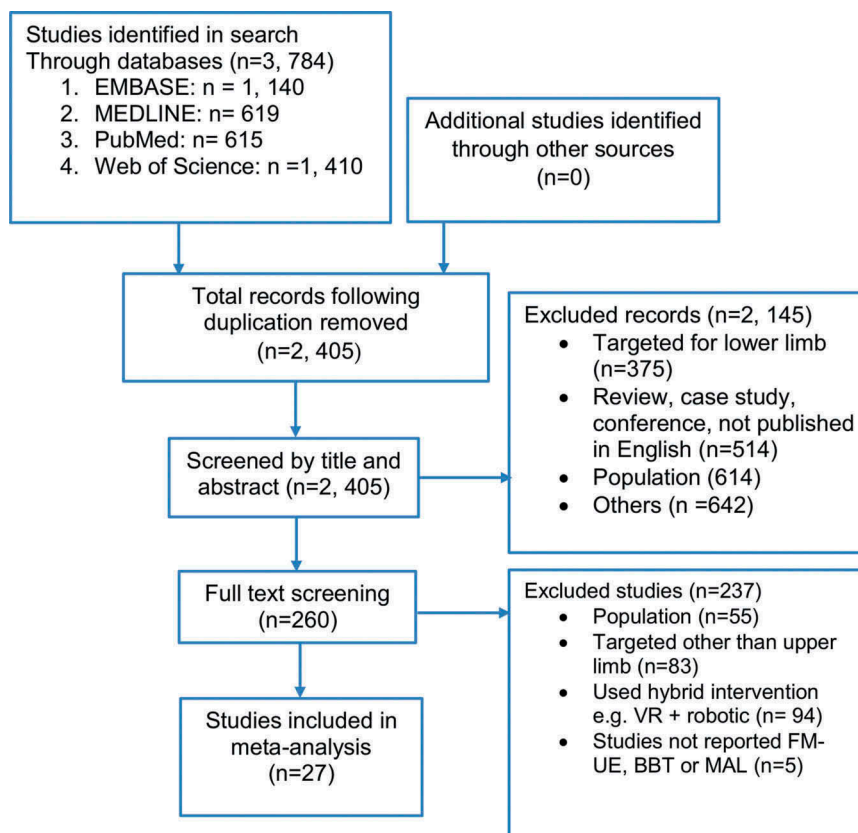 Studies identified in search
Through databases (n=3, 784)
1. EMBASE: n = 1, 140
2. MEDLINE: n= 619
3. PubMed: n= 615
4. Web of Science: n =1, 410
Additional studies identified
through other sources
(n=0)
Total records following
duplication removed
(n=2, 405)
Excluded records (n=2, 145)
• Targeted for lower limb
(n=375)
• Review, case study,
conference, not published
in English (n=514)
• Population (614)
• Others (n =642)
Screened by title and
abstract (n=2, 405)
Full text screening
(n=260)
Excluded studies (n=237)
• Population (n=55)
• Targeted other than upper
limb (n=83)
• Used hybrid intervention
e.g. VR + robotic (n= 94)
• Studies not reported FM-
UE, BBT or MAL (n=5)
Studies included in
meta-analysis
(n=27)